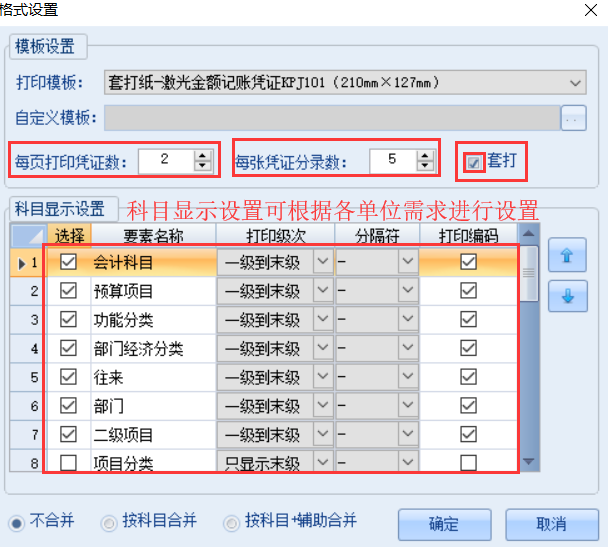 格式设置
模板设置
打印模板： 套打纸-激光金额记账凭证KPJ101（210mm×127mm）
自定义模板：
每页打印凭证数： 2 每张凭证分录数： 5 套打
科目显示设置 科目显示设置可根据各单位需求进行设置
选择 要素名称 打印级次 分隔符 打印编码
1 会计科目 一级到末级 -
2 预算项目 一级到末级 -
3 功能分类 一级到末级 -
4 部门经济分类 一级到末级 -
5 往来 一级到末级 -
6 部门 一级到末级 -
7 二级项目 一级到末级 -
8 项目分类 只显示末级 -
不合并 按科目合并 按科目+辅助合并 确定 取消